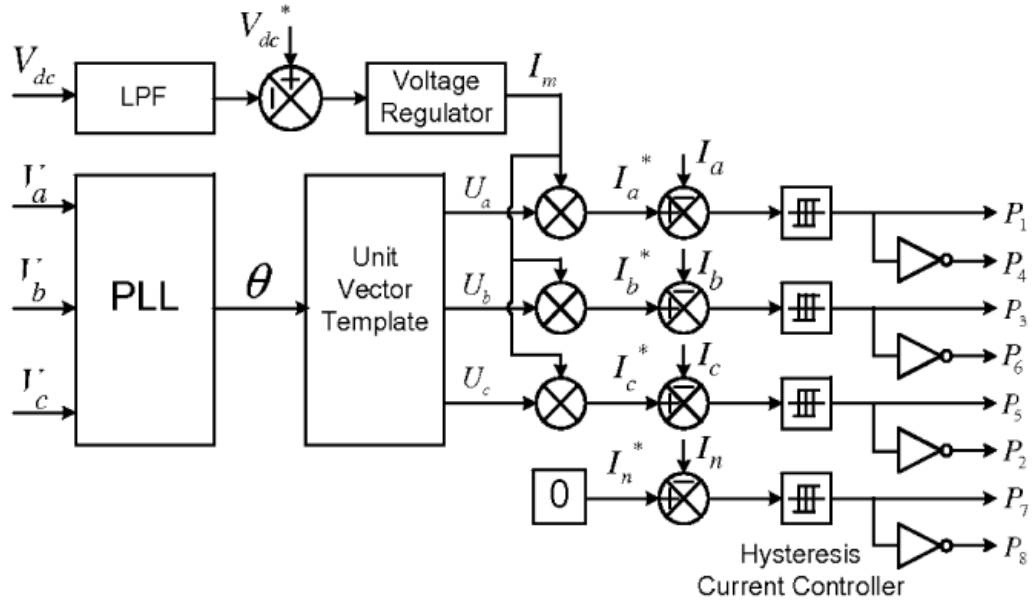 V_dc*
V_dc
LPF
Voltage
Regulator
I_m
PLL
θ
Unit
Vector
Template
a
b
c
U_a
U_b
U_c
I_a*
I_a
I_b*
I_b
I_c*
I_c
I_n*
I_n
0
P_1
P_4
P_3
P_6
P_5
P_2
P_7
P_8
Hysteresis
Current Controller